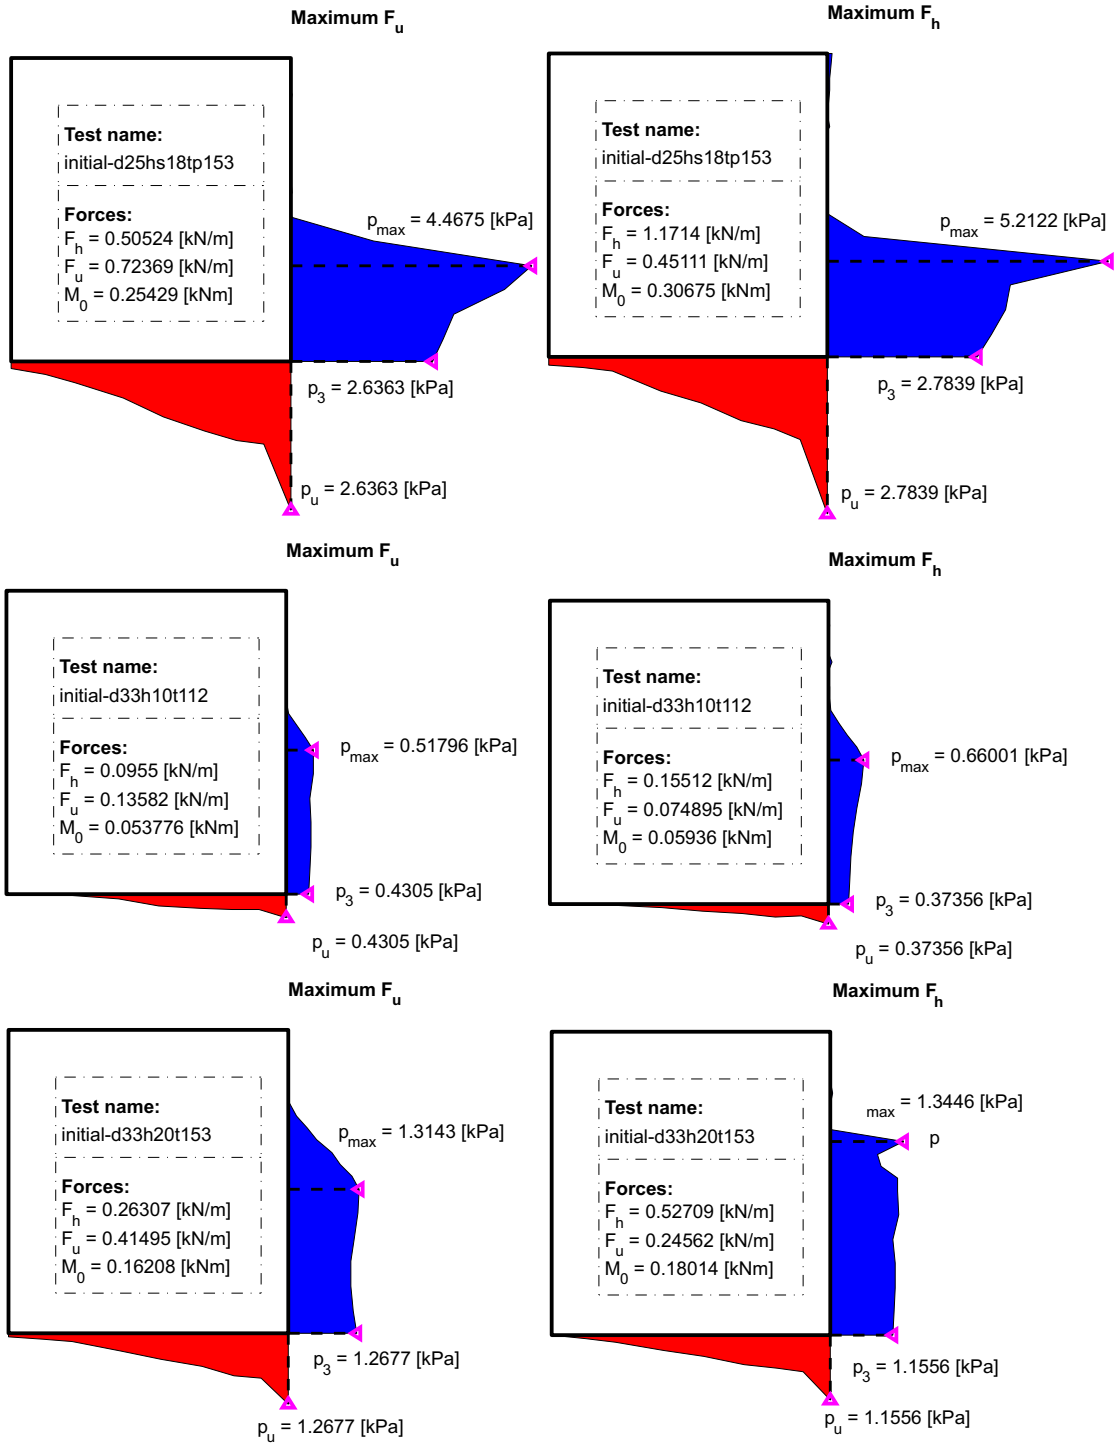 Maximum F_u
Test name:
initial-d25hs18tp153
Forces:
F_h = 0.50524 [kN/m]
F_u = 0.72369 [kN/m]
M_0 = 0.25429 [kNm]
p_max = 4.4675 [kPa]
p_3 = 2.6363 [kPa]
p_u = 2.6363 [kPa]
Maximum F_h
Test name:
initial-d25hs18tp153
Forces:
F_h = 1.1714 [kN/m]
F_u = 0.45111 [kN/m]
M_0 = 0.30675 [kNm]
p_max = 5.2122 [kPa]
p_3 = 2.7839 [kPa]
p_u = 2.7839 [kPa]
Maximum F_u
Test name:
initial-d33h10t112
Forces:
F_h = 0.0955 [kN/m]
F_u = 0.13582 [kN/m]
M_0 = 0.053776 [kNm]
p_max = 0.51796 [kPa]
p_3 = 0.4305 [kPa]
p_u = 0.4305 [kPa]
Maximum F_h
Test name:
initial-d33h10t112
Forces:
F_h = 0.15512 [kN/m]
F_u = 0.074895 [kN/m]
M_0 = 0.05936 [kNm]
p_max = 0.66001 [kPa]
p_3 = 0.37356 [kPa]
p_u = 0.37356 [kPa]
Maximum F_u
Test name:
initial-d33h20t153
Forces:
F_h = 0.26307 [kN/m]
F_u = 0.41495 [kN/m]
M_0 = 0.16208 [kNm]
p_max = 1.3143 [kPa]
p_3 = 1.2677 [kPa]
p_u = 1.2677 [kPa]
Maximum F_h
Test name:
initial-d33h20t153
Forces:
F_h = 0.52709 [kN/m]
F_u = 0.24562 [kN/m]
M_0 = 0.18014 [kNm]
max = 1.3446 [kPa]
p
p_3 = 1.1556 [kPa]
p_u = 1.1556 [kPa]